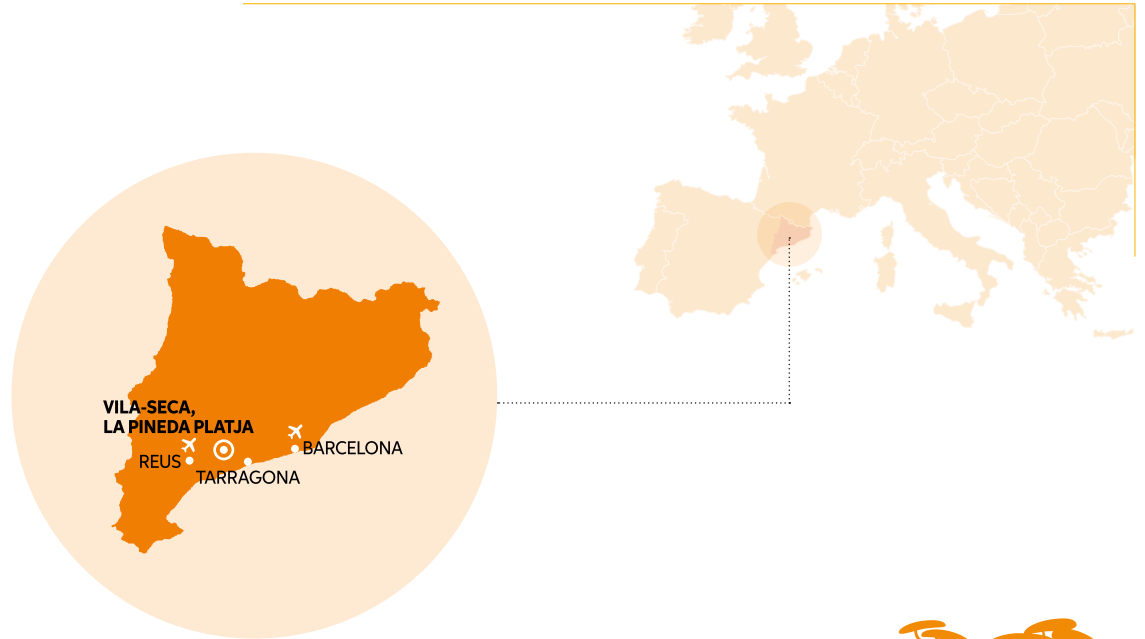 VILA-SECA,
LA PINEDA PLATJA
BARCELONA
REUS
TARRAGONA